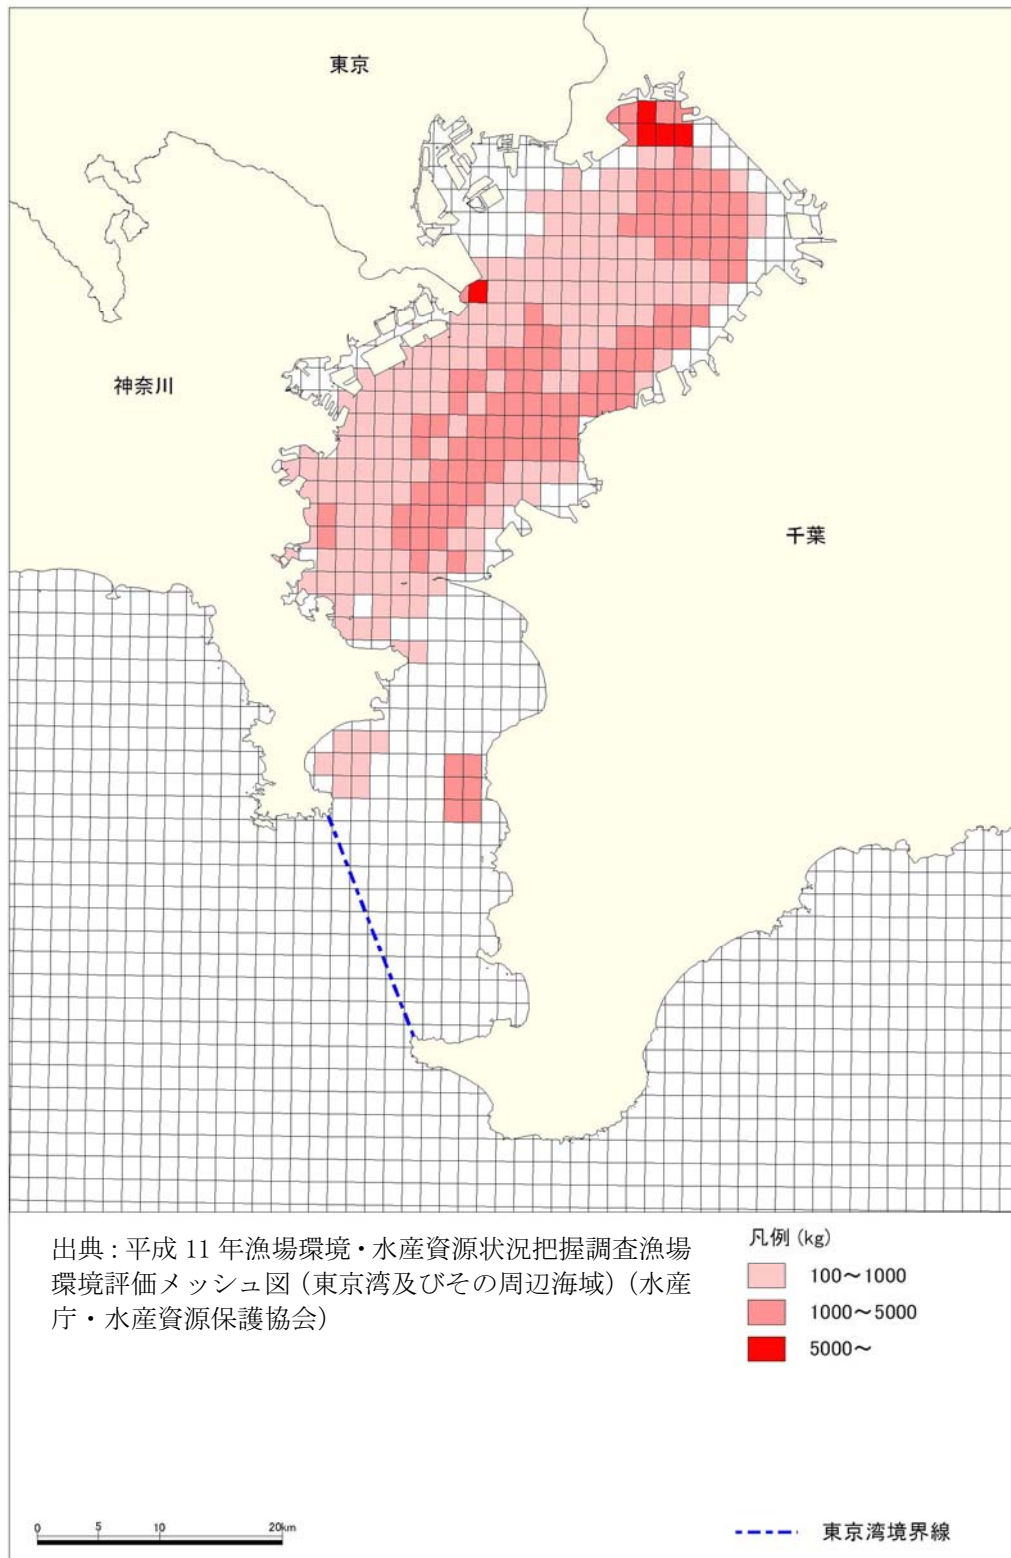 東京
神奈川
千葉
出典：平成 11 年漁場環境・水産資源状況把握調査漁場
環境評価メッシュ図（東京湾及びその周辺海域）（水産
庁・水産資源保護協会）
凡例 (kg)
100～1000
1000～5000
5000～
0 5 10 20km
東京湾境界線